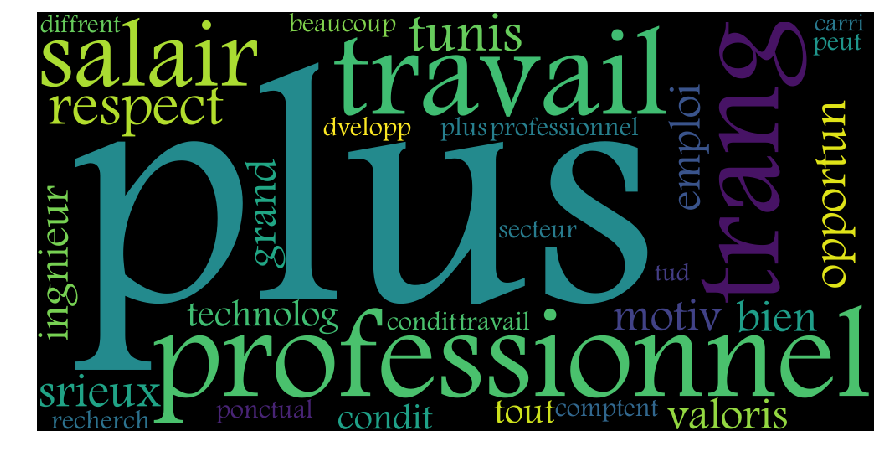 diffrent
beaucoup
tunis
carri
peut
salair
travail
trang
respect
dvelopp
plus professionnel
emploi
opportun
plus
ingnieur
grand
secteur
tud
technolog
condit travail
motiv
bien
professionnel
srieux
recherch
ponctual
condit
tout
comptent
valoris